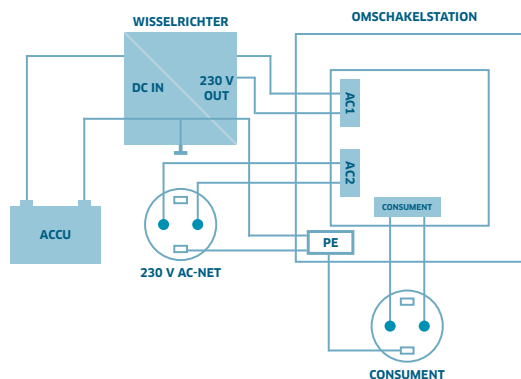 WISSELRICHTER
OMSCHAKELSTATION
DC IN
230 V
OUT
AC1
AC2
CONSUMENT
ACCU
PE
230 V AC-NET
CONSUMENT